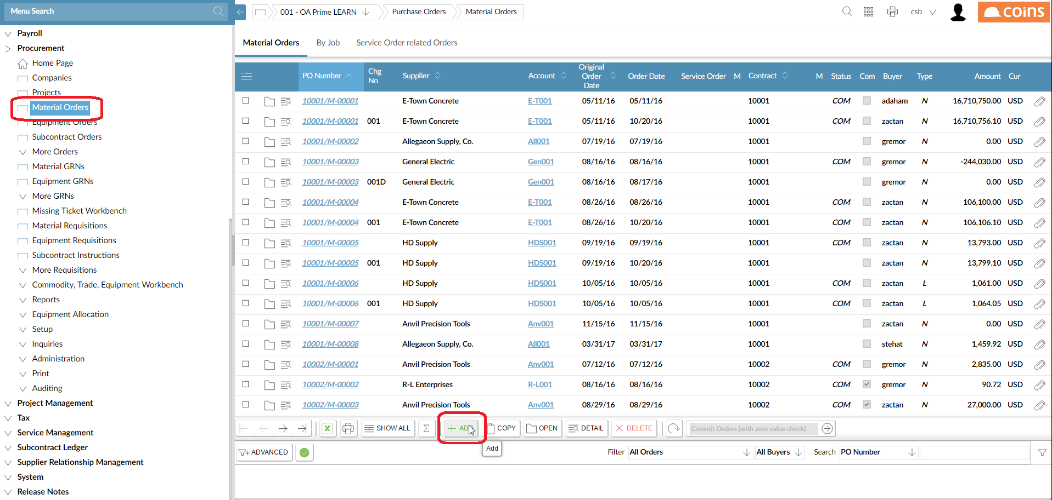 Menu Search
001 - OA Prime LEARN
Purchase Orders
Material Orders
csb
coins
Payroll
Procurement
Home Page
Companies
Projects
Material Orders
Equipment Orders
Subcontract Orders
More Orders
Material GRNs
Equipment GRNs
More GRNs
Missing Ticket Workbench
Material Requisitions
Equipment Requisitions
Subcontract Instructions
More Requisitions
Commodity, Trade, Equipment Workbench
Reports
Equipment Allocation
Setup
Inquiries
Administration
Print
Auditing
Project Management
Tax
Service Management
Subcontract Ledger
Supplier Relationship Management
System
Release Notes
Material Orders By Job Service Order related Orders
PO Number Chg No Supplier Account Original Order Date Order Date Service Order M Contract M Status Com Buyer Type Amount Cur
10001/M-00001 E-Town Concrete E-T001 05/11/16 05/11/16 10001 COM adaham N 16,710,750.00 USD
10001/M-00001 001 E-Town Concrete E-T001 05/11/16 10/20/16 10001 COM zactan N 16,710,756.10 USD
10001/M-00002 Allegaeon Supply, Co. All001 07/19/16 07/19/16 10001 gremor N 0.00 USD
10001/M-00003 General Electric Gen001 08/16/16 08/16/16 10001 COM zactan N -244,030.00 USD
10001/M-00003 001D General Electric Gen001 08/16/16 08/17/16 10001 gremor N 0.00 USD
10001/M-00004 E-Town Concrete E-T001 08/26/16 08/26/16 10001 COM zactan N 106,100.00 USD
10001/M-00004 001 E-Town Concrete E-T001 08/26/16 10/20/16 10001 COM zactan N 106,106.10 USD
10001/M-00005 HD Supply HDS001 09/19/16 09/19/16 10001 COM zactan N 13,793.00 USD
10001/M-00005 001 HD Supply HDS001 09/19/16 10/20/16 10001 COM zactan N 13,799.10 USD
10001/M-00006 HD Supply HDS001 10/05/16 10/05/16 10001 COM zactan L 1,061.00 USD
10001/M-00006 001 HD Supply HDS001 10/05/16 10/05/16 10001 COM zactan L 1,064.05 USD
10001/M-00007 Anvil Precision Tools Anv001 11/15/16 11/15/16 10001 zactan N 0.00 USD
10001/M-00008 Allegaeon Supply, Co. All001 03/31/17 03/31/17 10001 stehat N 1,459.92 USD
10002/M-00001 Anvil Precision Tools Anv001 07/12/16 07/12/16 10002 COM gremor N 2,835.00 USD
10002/M-00002 R-L Enterprises R-L001 08/16/16 08/16/16 10002 COM gremor N 90.72 USD
10002/M-00003 Anvil Precision Tools Anv001 08/29/16 08/29/16 10002 COM zactan N 27,000.00 USD
SHOW ALL Σ ADD COPY OPEN DETAIL DELETE Commit Orders (with zero value check)
Add
ADVANCED Filter All Orders All Buyers Search PO Number